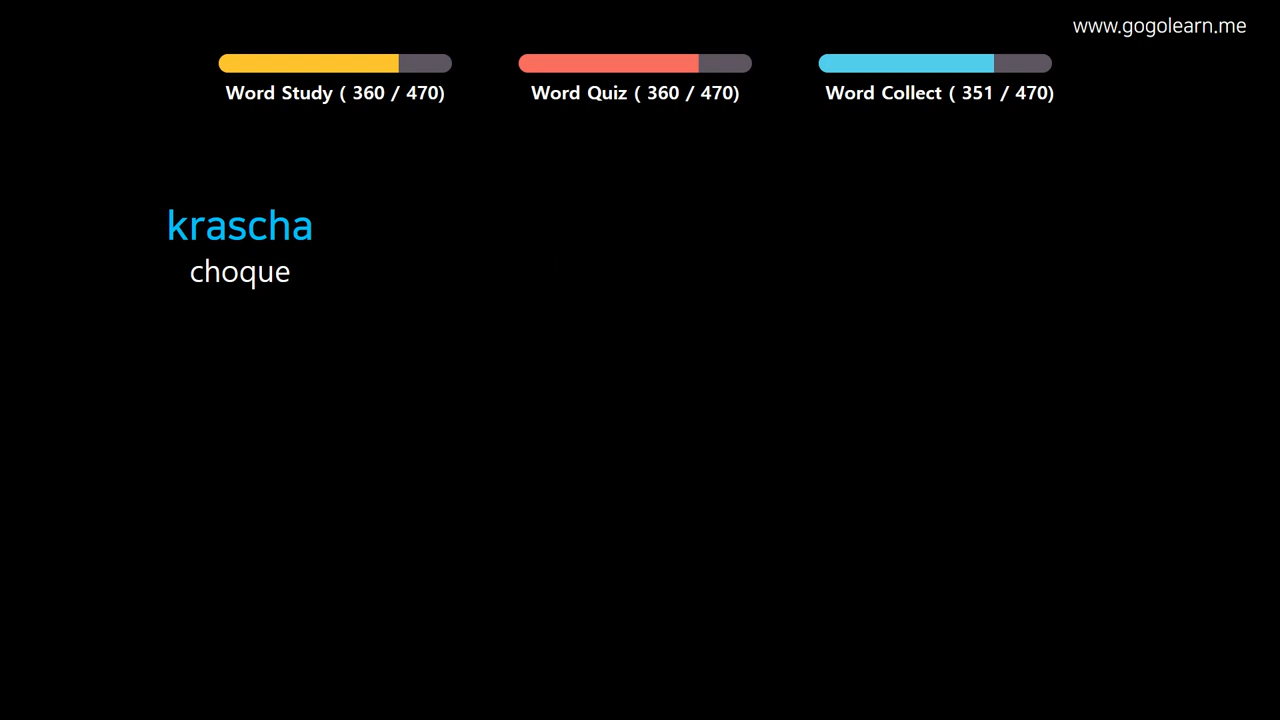 www.gogolearn.me
Word Study ( 360 / 470)
Word Quiz ( 360 / 470)
Word Collect ( 351 / 470)
krascha
choque